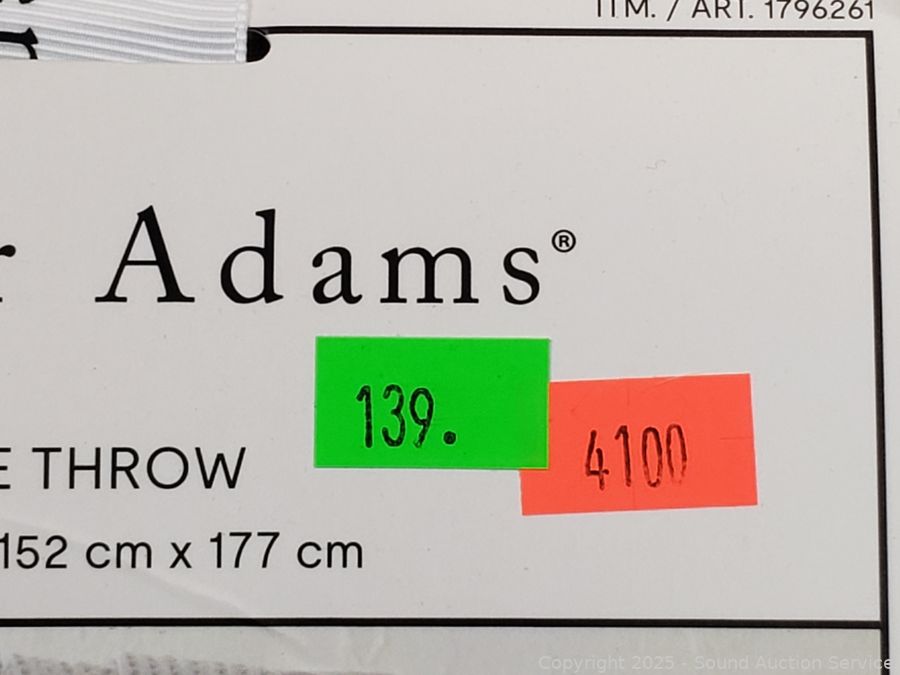 ITM. / ART. 1796261
r Adams®
139.
4100
E THROW
152 cm x 177 cm
Copyright 2025 - Sound Auction Service